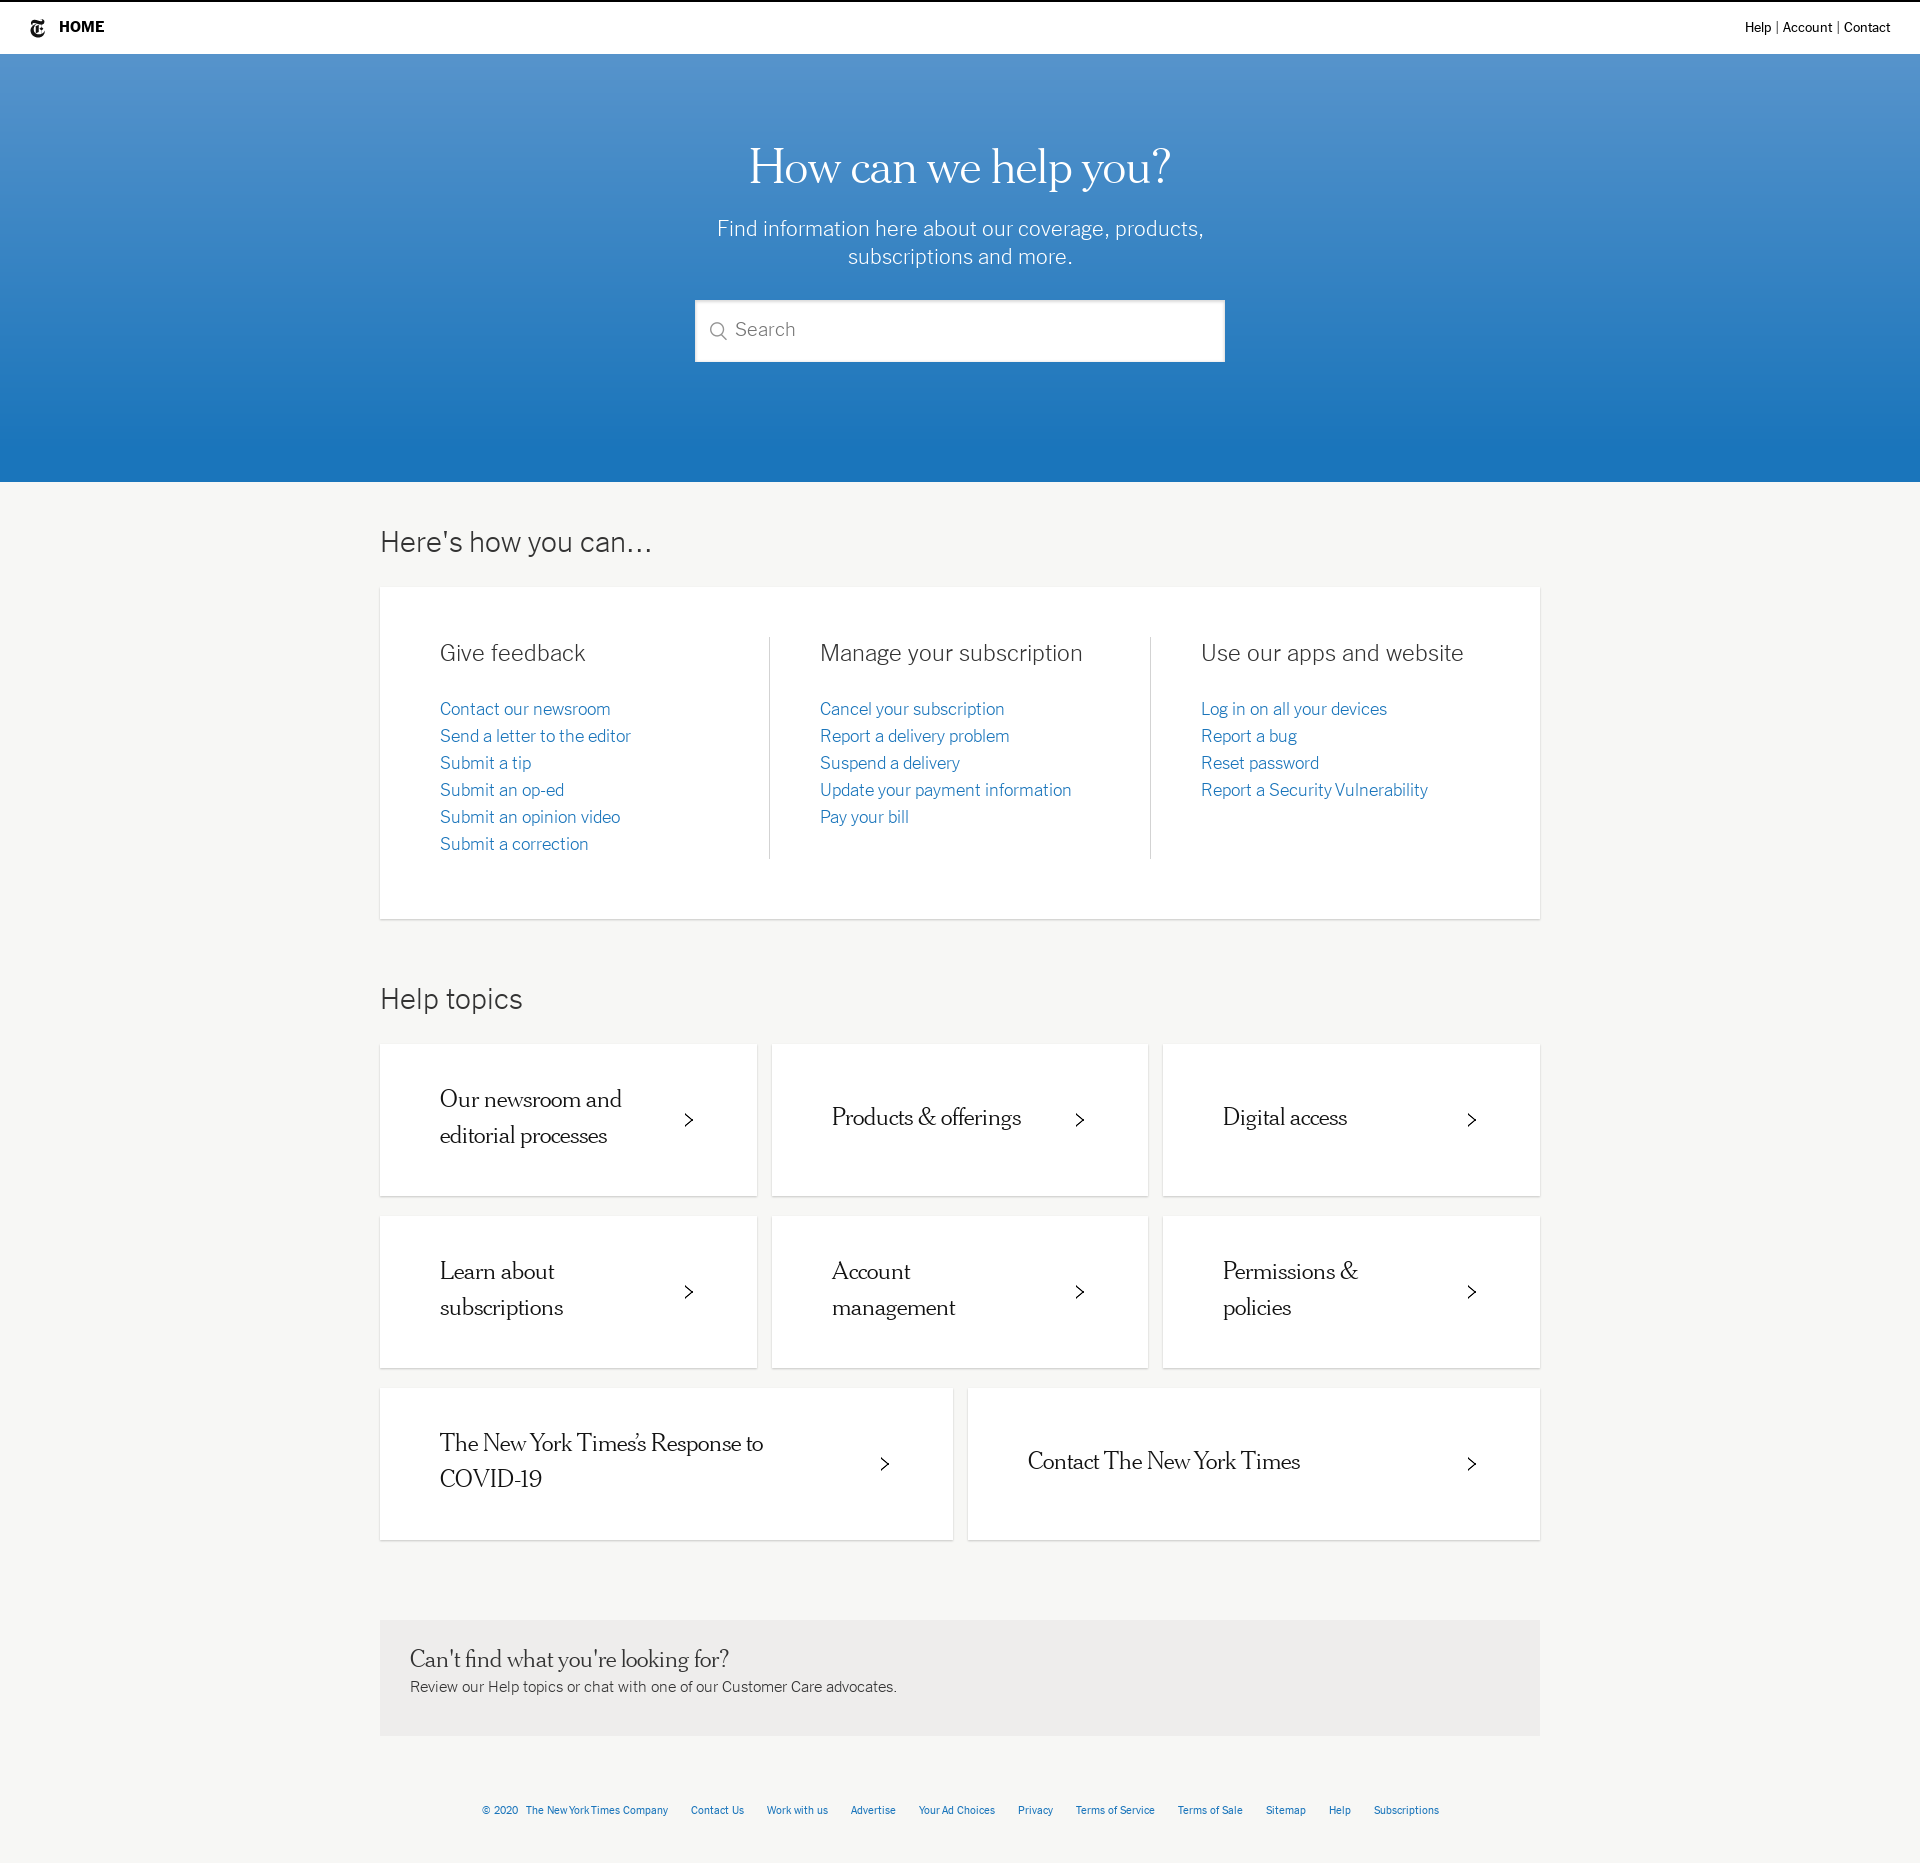 HOME
Help | Account | Contact
How can we help you?
Find information here about our coverage, products,
subscriptions and more.
Search
Here's how you can...
Give feedback
Contact our newsroom
Send a letter to the editor
Submit a tip
Submit an op-ed
Submit an opinion video
Submit a correction
Manage your subscription
Cancel your subscription
Report a delivery problem
Suspend a delivery
Update your payment information
Pay your bill
Use our apps and website
Log in on all your devices
Report a bug
Reset password
Report a Security Vulnerability
Help topics
Our newsroom and
editorial processes
Products & offerings
Digital access
Learn about
subscriptions
Account
management
Permissions &
policies
The New York Times’s Response to
COVID-19
Contact The New York Times
Can't find what you're looking for?
Review our Help topics or chat with one of our Customer Care advocates.
© 2020 The New York Times Company Contact Us Work with us Advertise Your Ad Choices Privacy Terms of Service Terms of Sale Sitemap Help Subscriptions